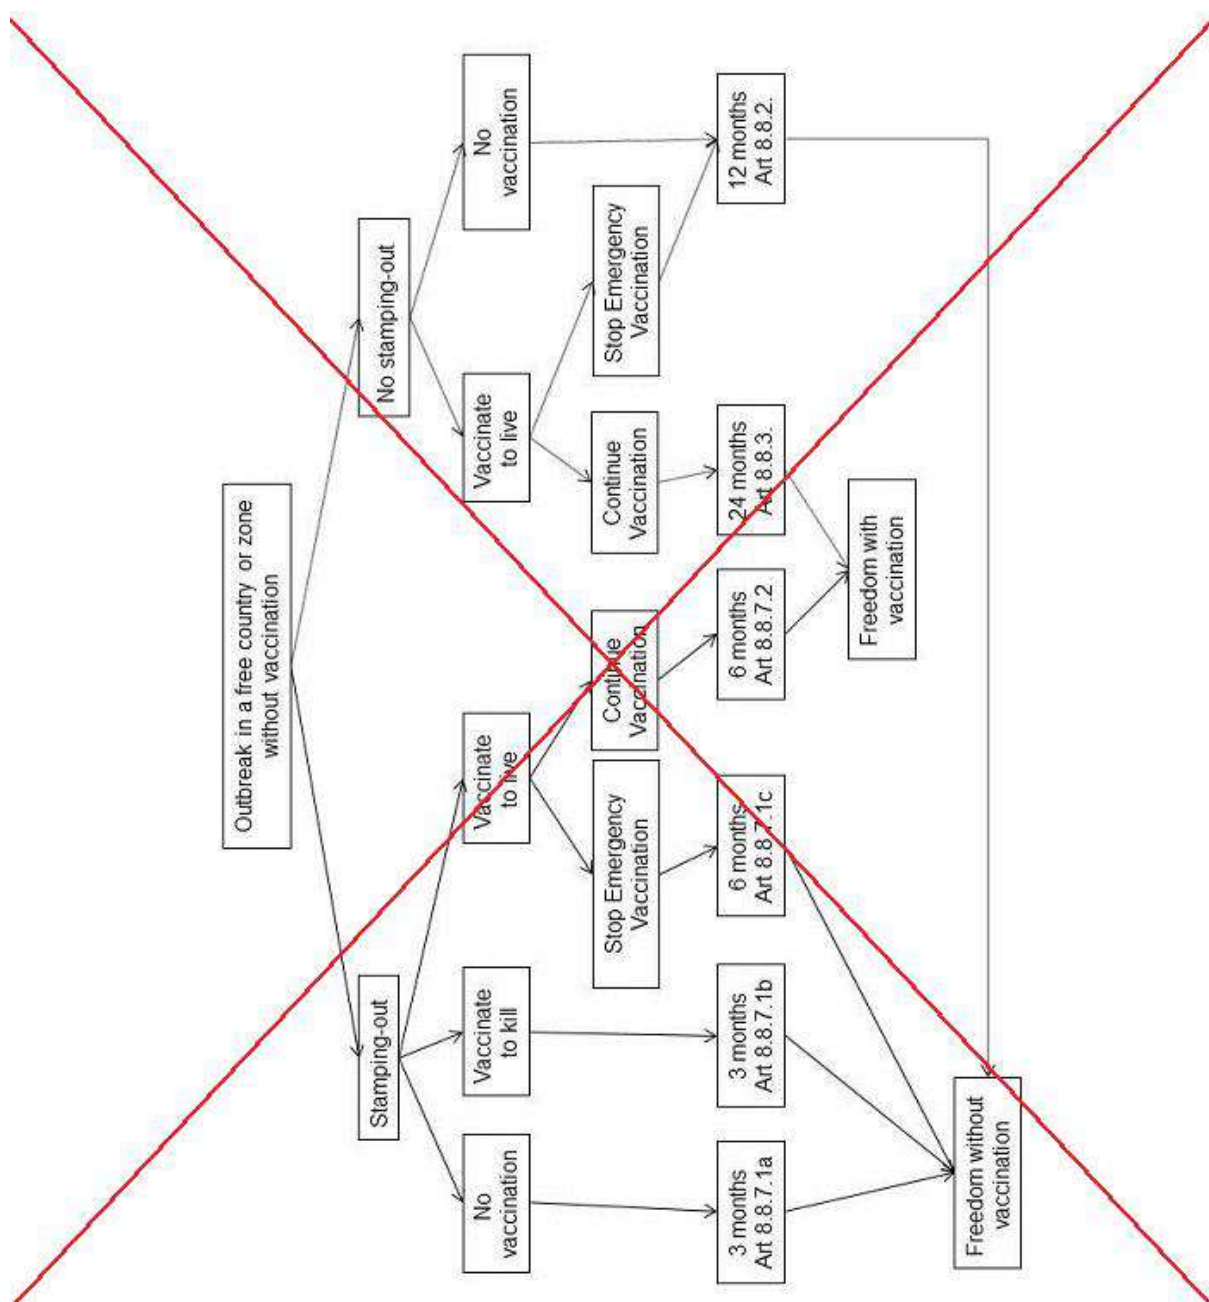 Outbreak in a free country or zone
without vaccination
Stamping-out
No stamping-out
No
vaccination
Vaccinate
to kill
Vaccinate
to live
Vaccinate
to live
No
vaccination
Stop Emergency
Vaccination
Continue
Vaccination
Continue
Vaccination
Stop Emergency
Vaccination
3 months
Art 8.8.7.1a
3 months
Art 8.8.7.1b
6 months
Art 8.8.7.1c
6 months
Art 8.8.7.2
24 months
Art 8.8.3.
12 months
Art 8.8.2.
Freedom with
vaccination
Freedom without
vaccination